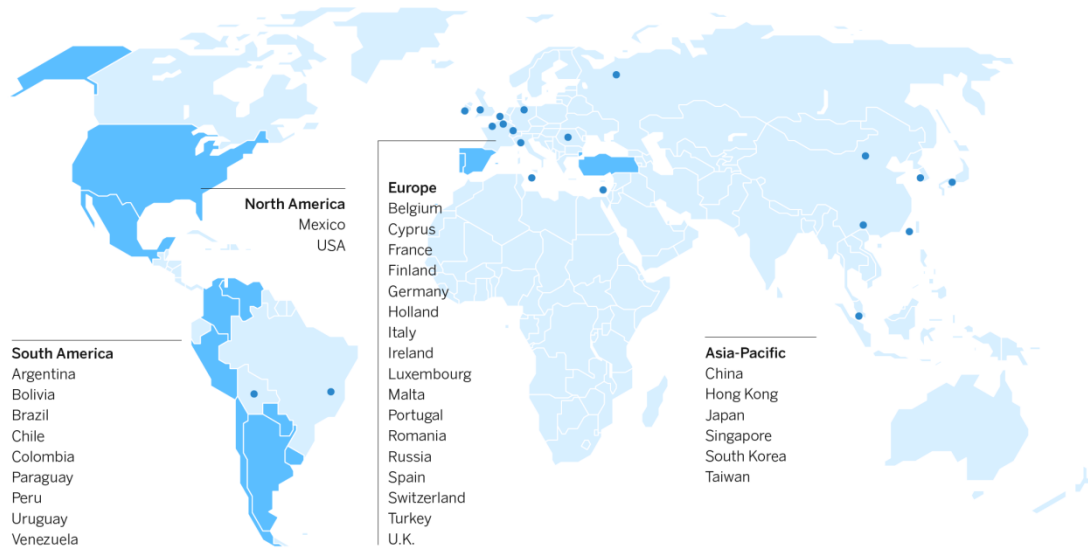 North America
Mexico
USA
South America
Argentina
Bolivia
Brazil
Chile
Colombia
Paraguay
Peru
Uruguay
Venezuela
Europe
Belgium
Cyprus
France
Finland
Germany
Holland
Italy
Ireland
Luxembourg
Malta
Portugal
Romania
Russia
Spain
Switzerland
Turkey
U.K.
Asia-Pacific
China
Hong Kong
Japan
Singapore
South Korea
Taiwan